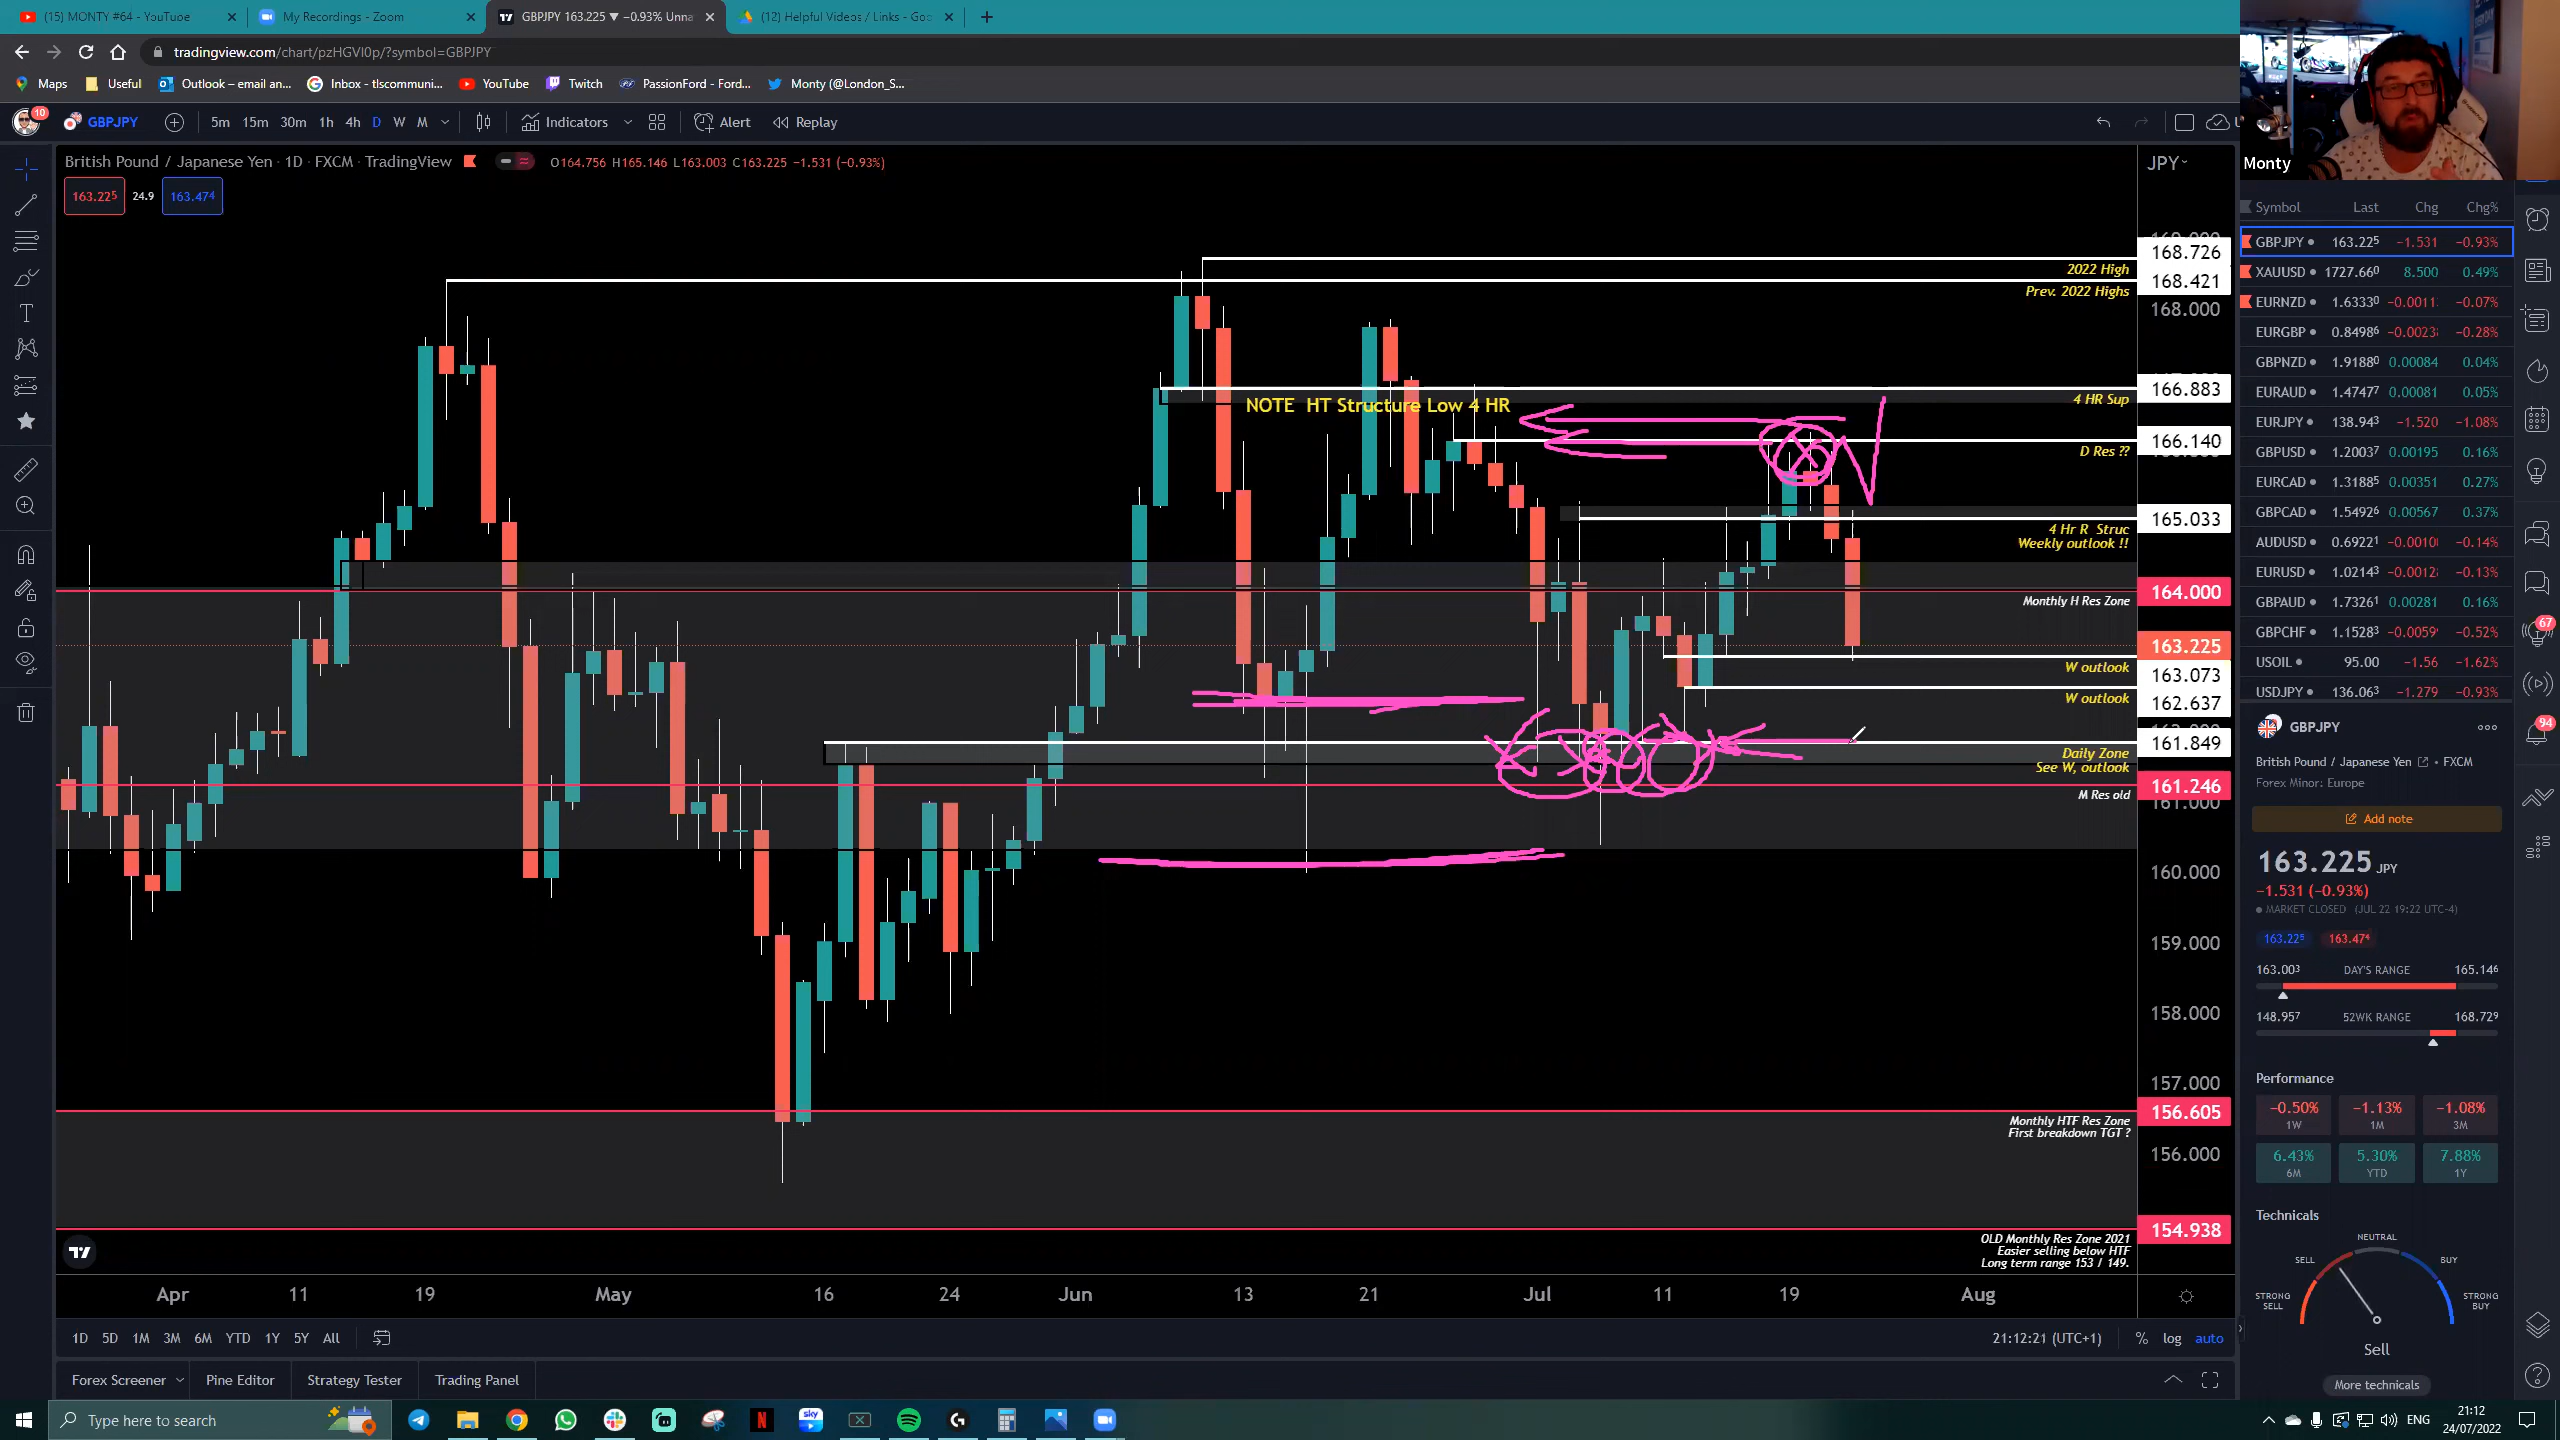 (15) MONTY #64 - YouTube
My Recordings - Zoom
GBPJPY 163.225 ▼ −0.93% Unna
(12) Helpful Videos / Links - Goo
tradingview.com/chart/pzHGVl0p/?symbol=GBPJPY
Maps
Useful
Outlook – email an...
Inbox - tlscommuni...
YouTube
Twitch
PassionFord - Ford...
Monty (@London_S...
10
GBPJPY
5m 15m 30m 1h 4h D W M
Indicators
Alert
Replay
British Pound / Japanese Yen · 1D · FXCM · TradingView
O164.756 H165.146 L163.003 C163.225 −1.531 (−0.93%)
163.225
24.9
163.474
JPY
168.726
2022 High
168.421
Prev. 2022 Highs
168.000
166.883
NOTE HT Structure Low 4 HR
4 HR Sup
166.140
D Res ??
165.033
4 Hr R Struc
Weekly outlook !!
164.000
Monthly H Res Zone
163.225
W outlook
163.073
W outlook
162.637
161.849
Daily Zone
See W, outlook
161.246
M Res old
161.000
160.000
159.000
158.000
157.000
156.605
Monthly HTF Res Zone
First breakdown TGT ?
156.000
154.938
OLD Monthly Res Zone 2021
Easier selling below HTF
Long term range 153 / 149.
Apr 11 19 May 16 24 Jun 13 21 Jul 11 19 Aug
1D 5D 1M 3M 6M YTD 1Y 5Y All
21:12:21 (UTC+1)
% log auto
Forex Screener
Pine Editor
Strategy Tester
Trading Panel
Monty
Symbol Last Chg Chg%
GBPJPY 163.225 −1.531 −0.93%
XAUUSD 1727.660 8.500 0.49%
EURNZD 1.63330 −0.0011 −0.07%
EURGBP 0.84986 −0.0023 −0.28%
GBPNZD 1.91880 0.00084 0.04%
EURAUD 1.47477 0.00081 0.05%
EURJPY 138.943 −1.520 −1.08%
GBPUSD 1.20037 0.00195 0.16%
EURCAD 1.31885 0.00351 0.27%
GBPCAD 1.54926 0.00567 0.37%
AUDUSD 0.69221 −0.0010 −0.14%
EURUSD 1.02143 −0.0012 −0.13%
GBPAUD 1.73261 0.00281 0.16%
GBPCHF 1.15283 −0.0059 −0.52%
USOIL 95.00 −1.56 −1.62%
USDJPY 136.063 −1.279 −0.93%
67
94
GBPJPY
British Pound / Japanese Yen • FXCM
Forex Minor: Europe
Add note
163.225 JPY
−1.531 (−0.93%)
MARKET CLOSED (JUL 22 19:22 UTC-4)
163.225
163.474
163.003 DAY'S RANGE 165.146
148.957 52WK RANGE 168.729
Performance
−0.50% −1.13% −1.08%
1W 1M 3M
6.43% 5.30% 7.88%
6M YTD 1Y
Technicals
NEUTRAL
SELL
BUY
STRONG SELL
STRONG BUY
Sell
More technicals
Type here to search
ENG
21:12
24/07/2022